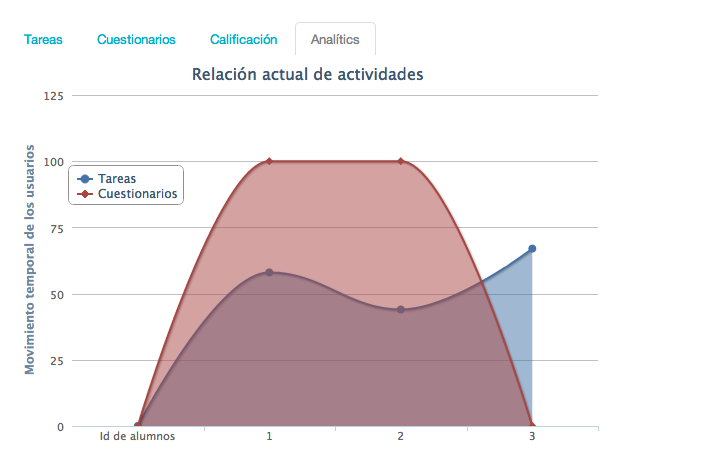 Tareas Cuestionarios Calificación Analítics
Relación actual de actividades
Movimiento temporal de los usuarios
125
100
75
50
25
0
Tareas
Cuestionarios
Id de alumnos 1 2 3